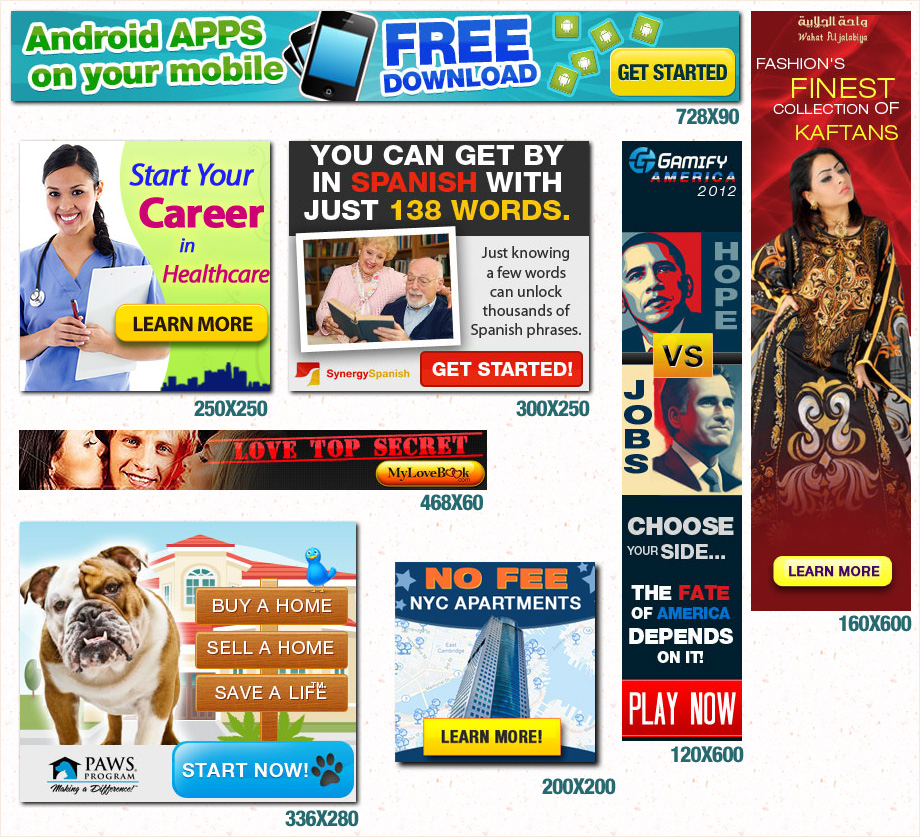 Android APPS
on your mobile
FREE
DOWNLOAD
GET STARTED
728X90
Start Your
Career
in
Healthcare
LEARN MORE
250X250
YOU CAN GET BY
IN SPANISH WITH
JUST 138 WORDS.
Just knowing
a few words
can unlock
thousands of
Spanish phrases.
SynergySpanish
GET STARTED!
300X250
GAMIFY
AMERICA
2012
HOPE
VS
JOBS
CHOOSE
YOUR SIDE...
THE FATE
OF AMERICA
DEPENDS
ON IT!
PLAY NOW
120X600
واحة الجلابية
Wahat Al jalabiya
FASHION'S
FINEST
COLLECTION OF
KAFTANS
LEARN MORE
160X600
LOVE TOP SECRET
MyLoveBook
.com
468X60
BUY A HOME
SELL A HOME
SAVE A LIFE™
PAWS
PROGRAM
Making a Difference!™
START NOW!
336X280
NO FEE
NYC APARTMENTS
East
Cambridge
LEARN MORE!
200X200